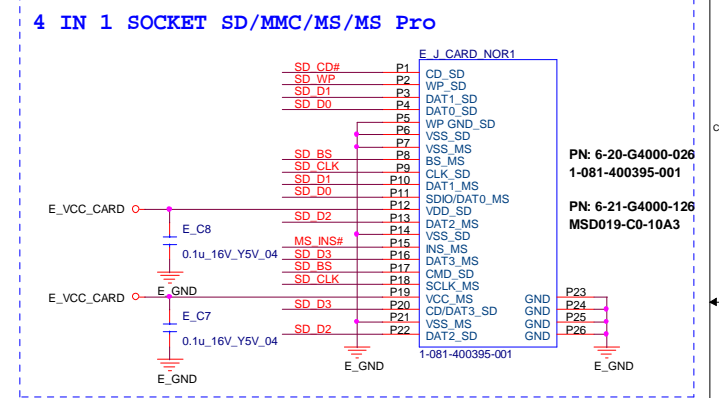 4 IN 1 SOCKET SD/MMC/MS/MS Pro
E_J_CARD_NOR1
SD_CD# P1 CD_SD
SD_WP P2 WP_SD
SD_D1 P3 DAT1_SD
SD_D0 P4 DAT0_SD
P5 WP GND_SD
P6 VSS_SD
P7 VSS_MS
SD_BS P8 BS_MS
SD_CLK P9 CLK_SD
SD_D1 P10 DAT1_MS
SD_D0 P11 SDIO/DAT0_MS
E_VCC_CARD P12 VDD_SD
SD_D2 P13 DAT2_MS
P14 VSS_SD
MS_INS# P15 INS_MS
SD_D3 P16 DAT3_MS
SD_BS P17 CMD_SD
SD_CLK P18 SCLK_MS
E_VCC_CARD P19 VCC_MS
SD_D3 P20 CD/DAT3_SD
P21 VSS_MS
SD_D2 P22 DAT2_SD
GND P23
GND P24
GND P25
GND P26
1-081-400395-001
PN: 6-20-G4000-026
1-081-400395-001
PN: 6-21-G4000-126
MSD019-C0-10A3
E_C8
0.1u_16V_Y5V_04
E_GND
E_C7
0.1u_16V_Y5V_04
E_GND
E_GND
E_GND
C